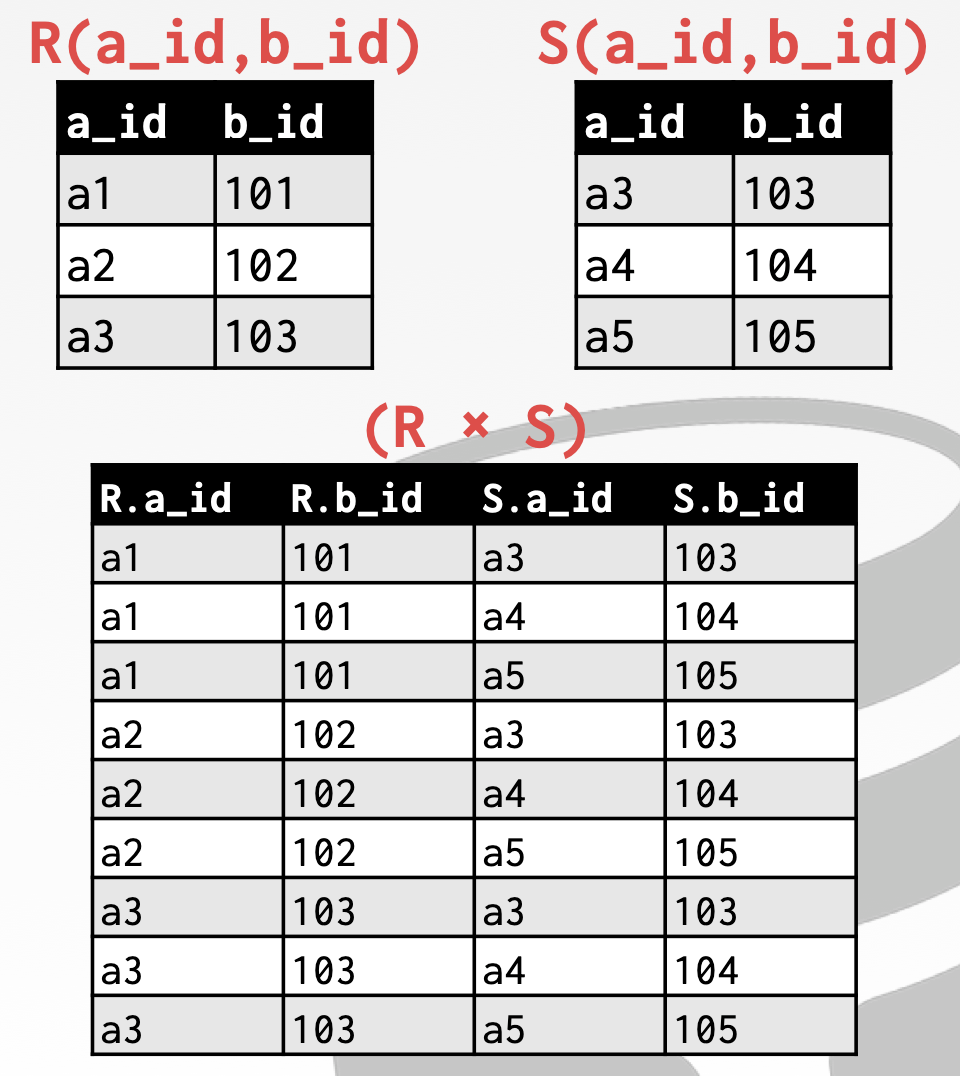 R(a_id,b_id) S(a_id,b_id)
a_id b_id a_id b_id
a1 101 a3 103
a2 102 a4 104
a3 103 a5 105
(R × S)
R.a_id R.b_id S.a_id S.b_id
a1 101 a3 103
a1 101 a4 104
a1 101 a5 105
a2 102 a3 103
a2 102 a4 104
a2 102 a5 105
a3 103 a3 103
a3 103 a4 104
a3 103 a5 105